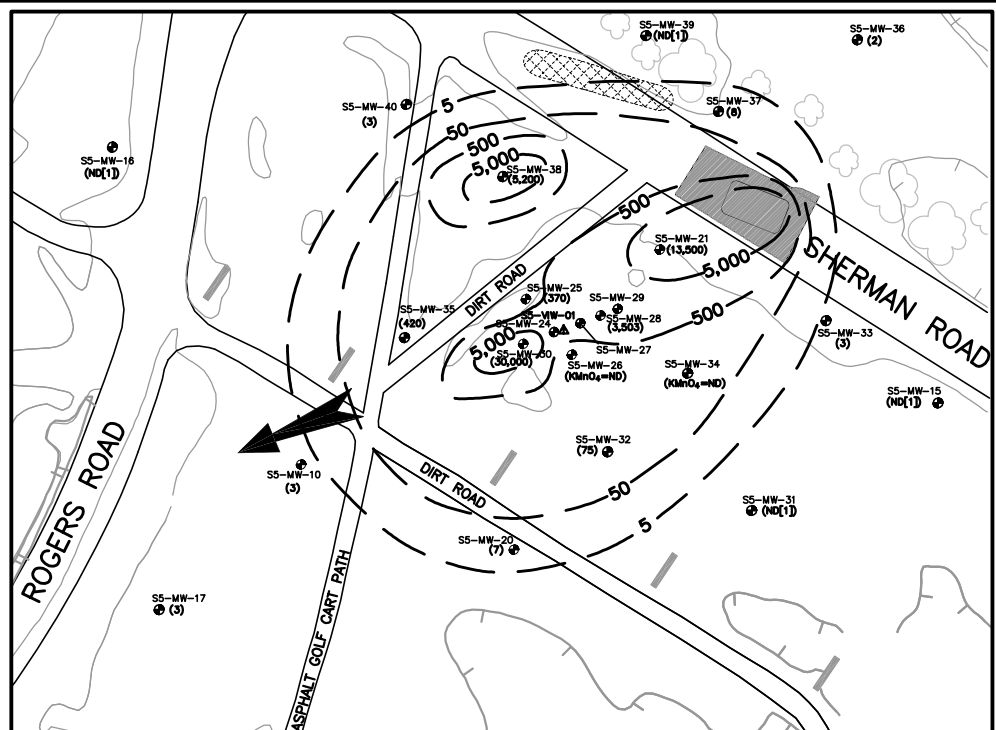 S5-MW-39
(ND[1])
S5-MW-36
(2)
S5-MW-40
(3)
5
S5-MW-37
(8)
50
500
5,000
S5-MW-38
(5,200)
S5-MW-16
(ND[1])
500
S5-MW-21
(13,500)
5,000
SHERMAN ROAD
DIRT ROAD
S5-MW-25
(370)
S5-MW-29
S5-MW-35
(420)
S5-VIW-01
S5-MW-28
(3,503)
500
S5-MW-24
S5-MW-33
(3)
5,000
S5-MW-30
(30,000)
S5-MW-27
S5-MW-26
(KMnO₄=ND)
S5-MW-34
(KMnO₄=ND)
S5-MW-15
(ND[1])
S5-MW-32
(75)
ROGERS ROAD
S5-MW-10
(3)
DIRT ROAD
50
S5-MW-31
(ND[1])
5
S5-MW-20
(7)
S5-MW-17
(3)
ASPHALT GOLF CART PATH